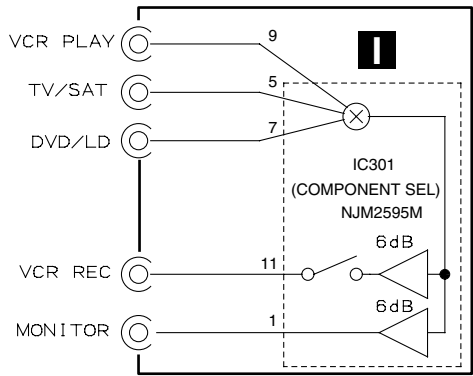 VCR PLAY
9
I
TV/SAT
5
DVD/LD
7
IC301
(COMPONENT SEL)
NJM2595M
6dB
VCR REC
11
6dB
MONITOR
1